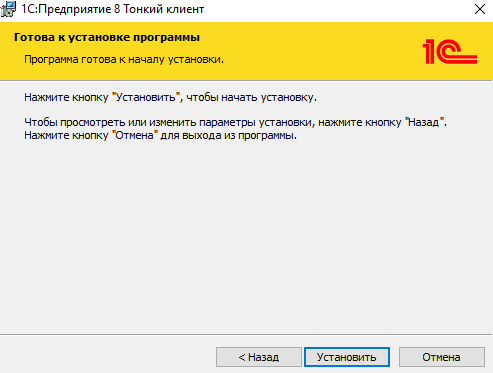 1С:Предприятие 8 Тонкий клиент
Готова к установке программы
Программа готова к началу установки.
1С
Нажмите кнопку "Установить", чтобы начать установку.
Чтобы просмотреть или изменить параметры установки, нажмите кнопку "Назад".
Нажмите кнопку "Отмена" для выхода из программы.
< Назад
Установить
Отмена